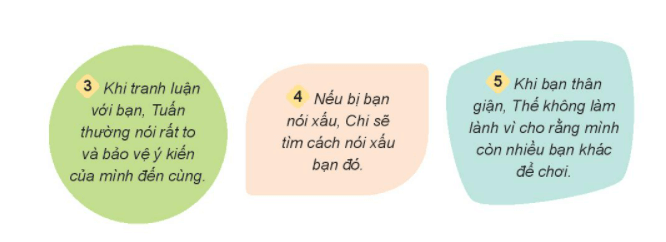 3 Khi tranh luận
với bạn, Tuấn
thường nói rất to
và bảo vệ ý kiến
của mình đến cùng.
4 Nếu bị bạn
nói xấu, Chi sẽ
tìm cách nói xấu
bạn đó.
5 Khi bạn thân
giận, Thế không làm
lành vì cho rằng mình
còn nhiều bạn khác
để chơi.